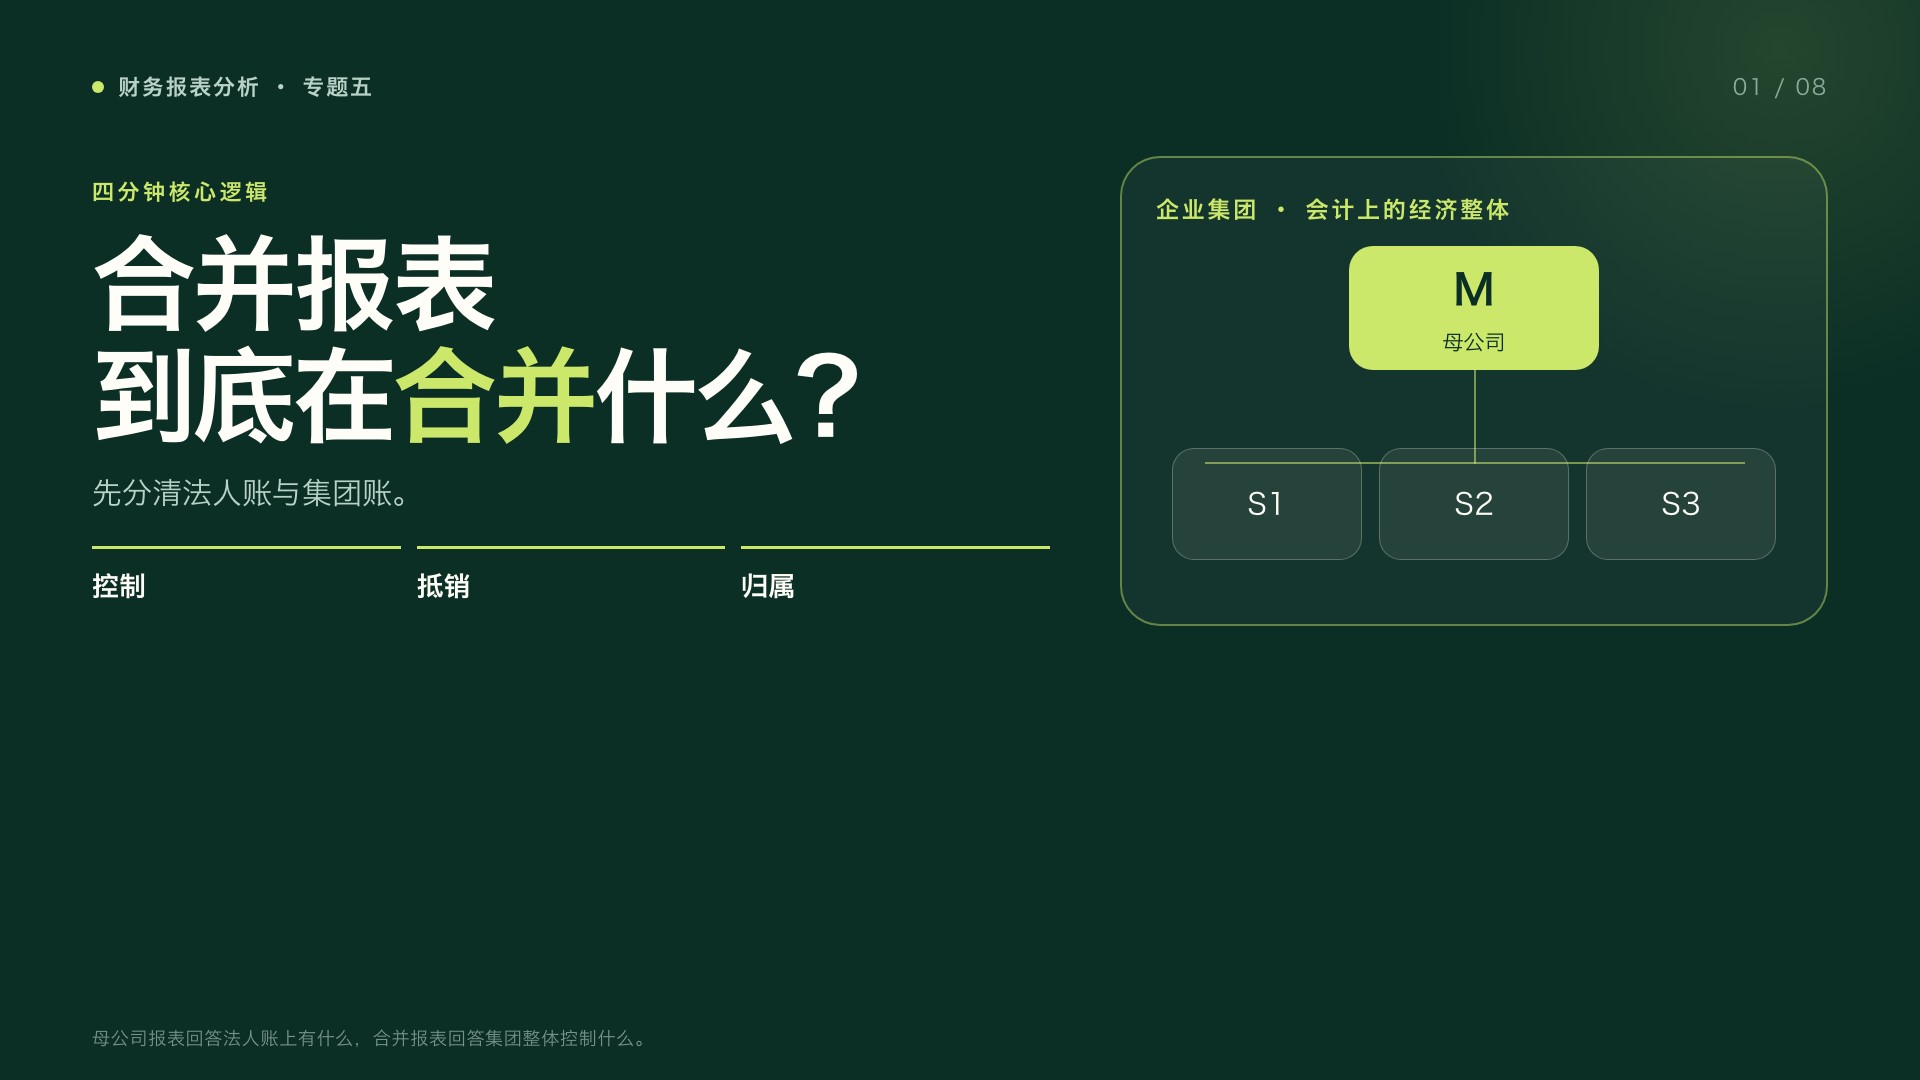 财务报表分析 · 专题五
01 / 08
四分钟核心逻辑
合并报表
到底在合并什么?
先分清法人账与集团账。
控制
抵销
归属
企业集团 · 会计上的经济整体
M
母公司
S1
S2
S3
母公司报表回答法人账上有什么，合并报表回答集团整体控制什么。